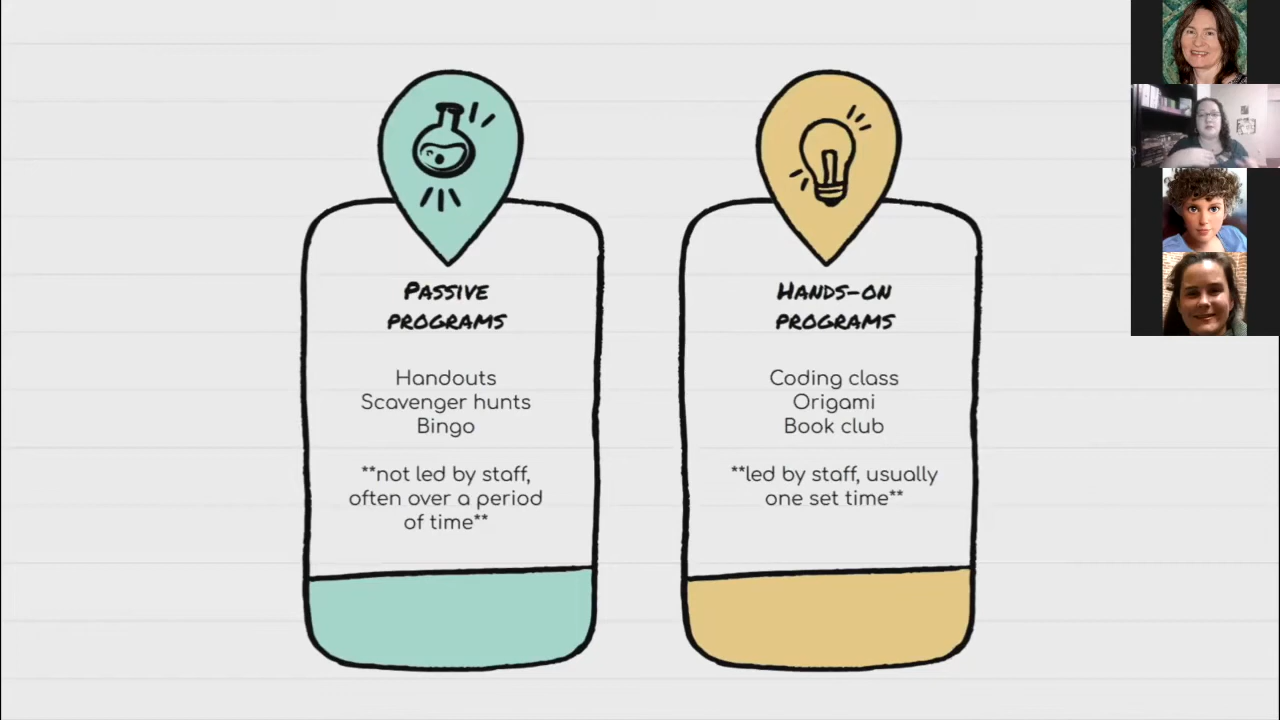 PASSIVE
PROGRAMS
Handouts
Scavenger hunts
Bingo
**not led by staff,
often over a period
of time**
HANDS-ON
PROGRAMS
Coding class
Origami
Book club
**led by staff, usually
one set time**